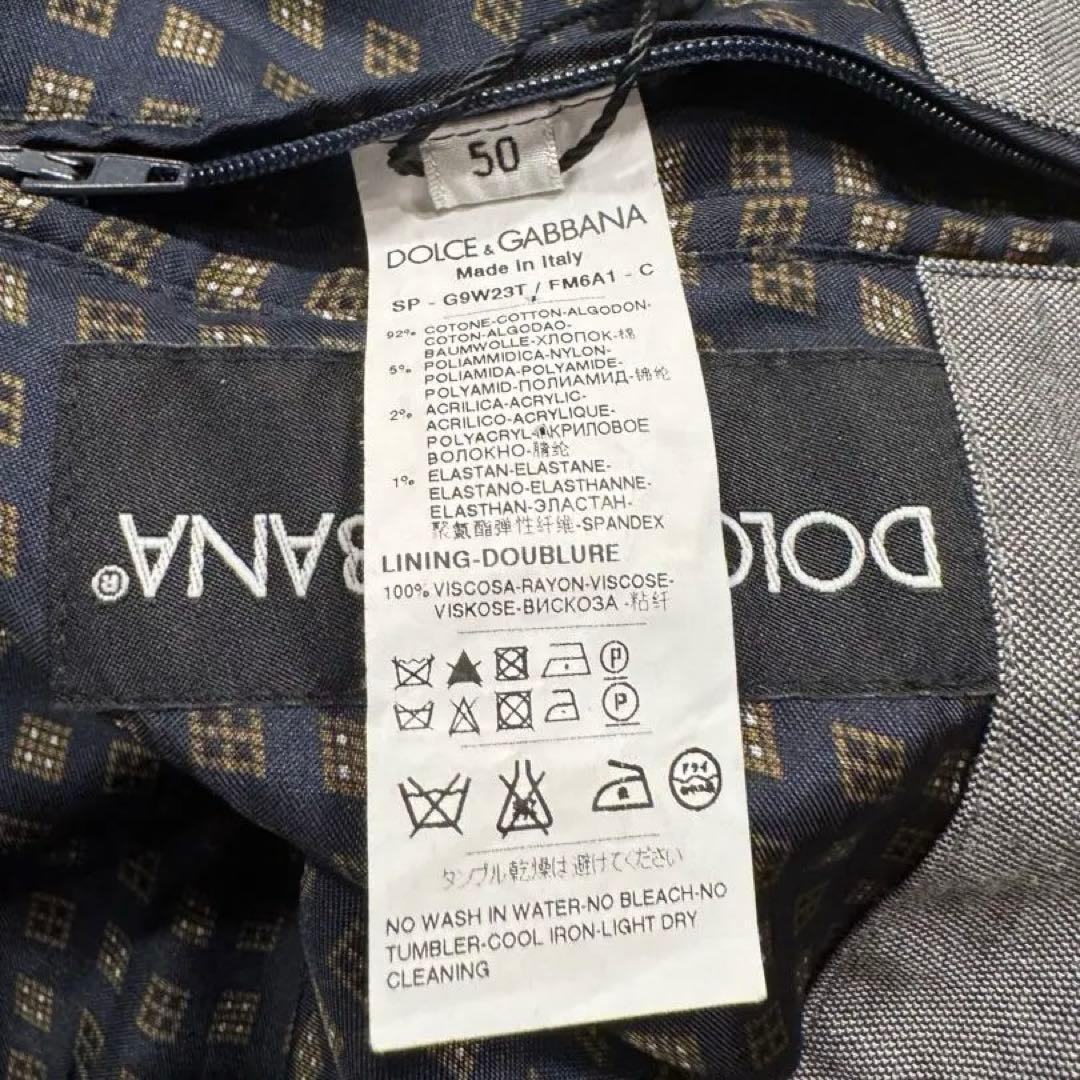 50
DOLCE & GABBANA
Made in Italy
SP - G9W23T / FM6A1 - C
92% COTONE-COTTON-ALGODON-
COTON-ALGODAO-
BAUMWOLLE-ХЛОПОК-棉
5% POLIAMMIDICA-NYLON-
POLIAMIDA-POLYAMIDE-
POLYAMID-ПОЛИАМИД-锦纶
2% ACRILICA-ACRYLIC-
ACRILICO-ACRYLIQUE-
POLYACRYL-АКРИЛОВОЕ
ВОЛОКНО-腈纶
1% ELASTAN-ELASTANE-
ELASTANO-ELASTHANNE-
ELASTHAN-ЭЛАСТАН-
聚氨酯弹性纤维-SPANDEX
LINING-DOUBLURE
100% VISCOSA-RAYON-VISCOSE-
VISKOSE-ВИСКОЗА-粘纤
P
P
ドライ
タンブル乾燥は避けてください
NO WASH IN WATER-NO BLEACH-NO
TUMBLER-COOL IRON-LIGHT DRY
CLEANING
DOLC BBANA®